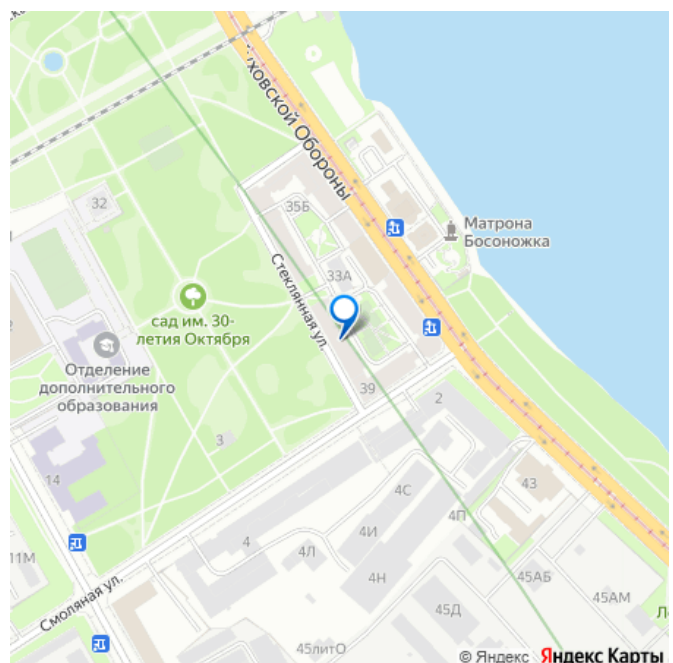 уховской Обороны
32
35Б
Матрона
Босоножка
33А
Стеклянная ул.
сад им. 30-
летия Октября
Отделение
дополнительного
образования
39
2
3
14
4С
43
4П
4И
4
4Л
11М
4Н
45АБ
45АМ
Смоляная ул.
45Д
Л
45литО
© Яндекс Яндекс Карты